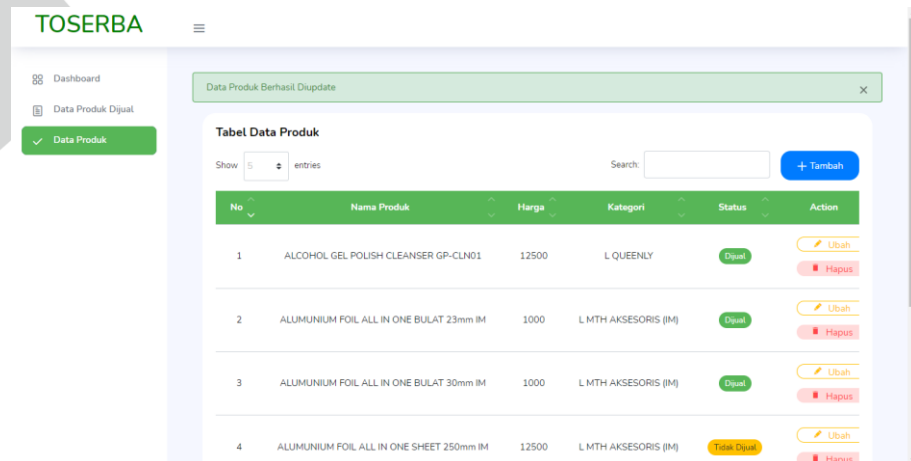 TOSERBA
Dashboard
Data Produk Dijual
Data Produk
Data Produk Berhasil Diupdate ×
Tabel Data Produk
Show 5 entries Search: + Tambah
No Nama Produk Harga Kategori Status Action
1 ALCOHOL GEL POLISH CLEANSER GP-CLN01 12500 L QUEENLY Dijual Ubah
Hapus
2 ALUMUNIUM FOIL ALL IN ONE BULAT 23mm IM 1000 L MTH AKSESORIS (IM) Dijual Ubah
Hapus
3 ALUMUNIUM FOIL ALL IN ONE BULAT 30mm IM 1000 L MTH AKSESORIS (IM) Dijual Ubah
Hapus
4 ALUMUNIUM FOIL ALL IN ONE SHEET 250mm IM 12500 L MTH AKSESORIS (IM) Tidak Dijual Ubah
Hapus